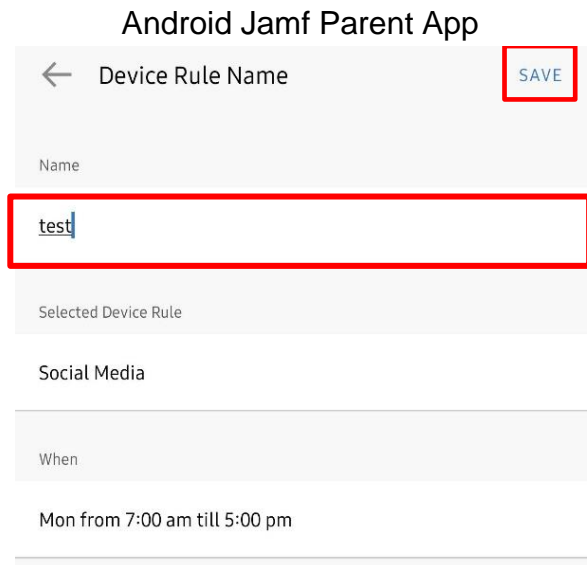 Android Jamf Parent App
Device Rule Name SAVE
Name
test
Selected Device Rule
Social Media
When
Mon from 7:00 am till 5:00 pm